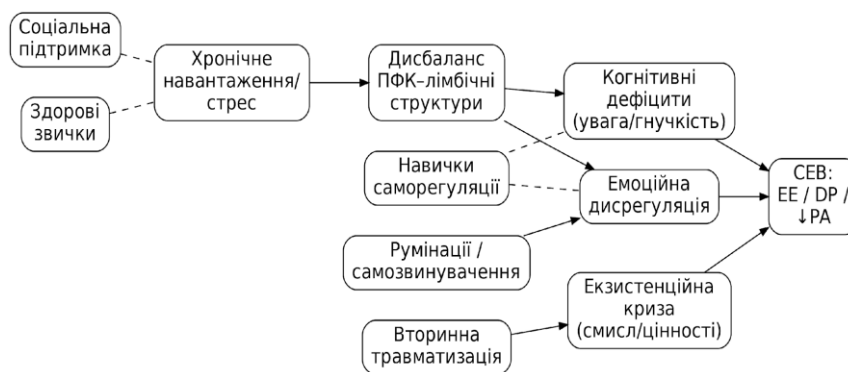 Соціальна
підтримка
Здорові
звички
Хронічне
навантаження/
стрес
Дисбаланс
ПФК–лімбічні
структури
Когнітивні
дефіцити
(увага/гнучкість)
Навички
саморегуляції
Емоційна
дисрегуляція
СЕВ:
EE / DP /
↓PA
Румінації /
самозвинувачення
Екзистенційна
криза
(смисл/цінності)
Вторинна
травматизація